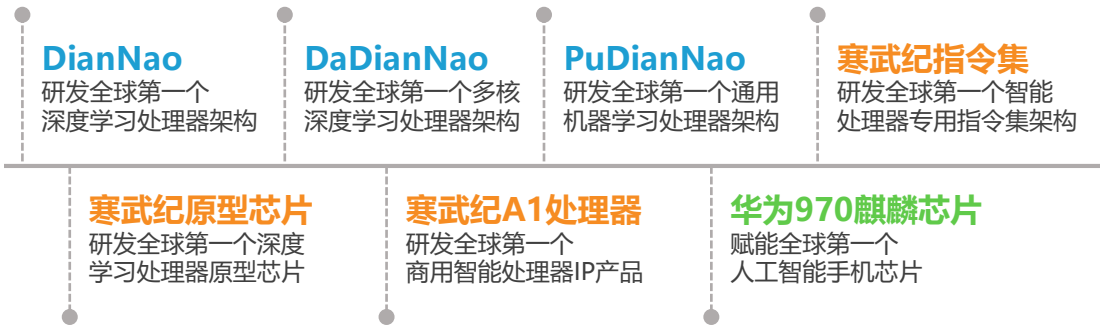 DianNao
研发全球第一个
深度学习处理器架构
DaDianNao
研发全球第一个多核
深度学习处理器架构
PuDianNao
研发全球第一个通用
机器学习处理器架构
寒武纪指令集
研发全球第一个智能
处理器专用指令集架构
寒武纪原型芯片
研发全球第一个深度
学习处理器原型芯片
寒武纪A1处理器
研发全球第一个
商用智能处理器IP产品
华为970麒麟芯片
赋能全球第一个
人工智能手机芯片